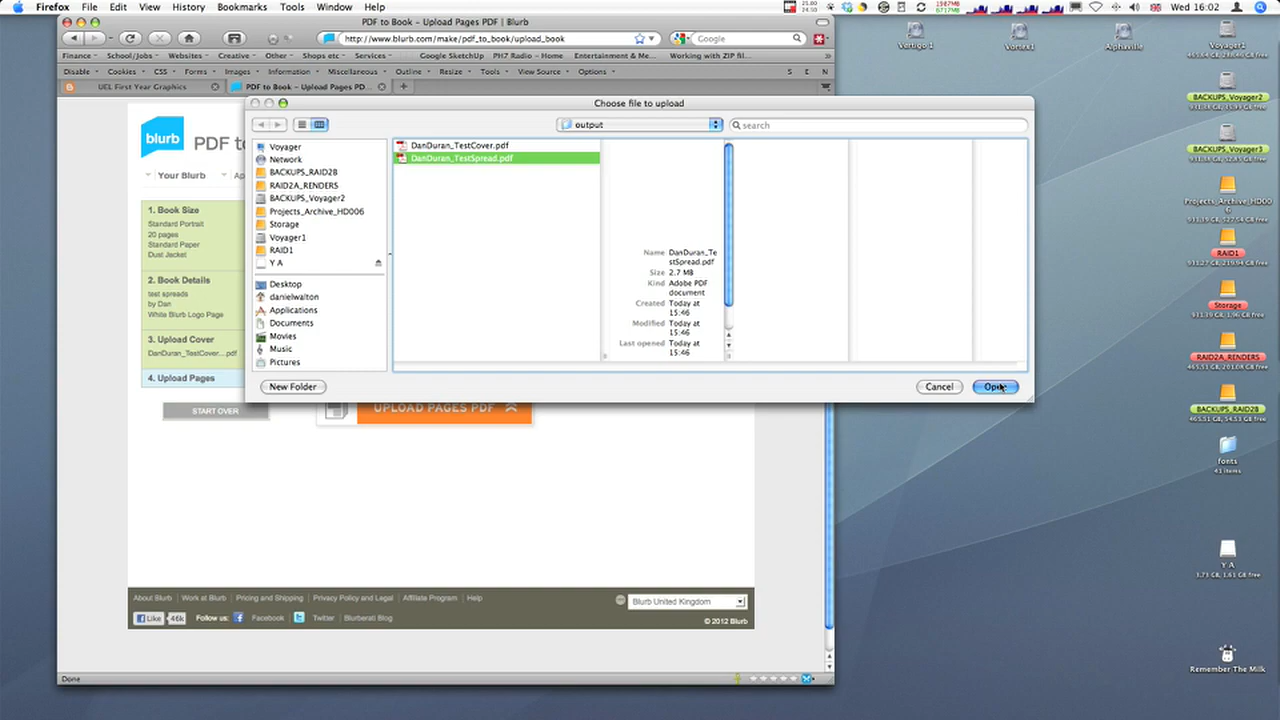 Firefox File Edit View History Bookmarks Tools Window Help
Wed 16:02
PDF to Book – Upload Pages PDF | Blurb
http://www.blurb.com/make/pdf_to_book/upload_book
Google
Finance School/Jobs Websites Creative Other Shops etc Services Google SketchUp PH7 Radio – Home Entertainment & Me... Working with ZIP fil...
Disable Cookies CSS Forms Images Information Miscellaneous Outline Resize Tools View Source Options
UEL First Year Graphics
PDF to Book – Upload Pages PD...
Choose file to upload
output
search
blurb
PDF to
Your Blurb
1. Book Size
Standard Portrait
20 pages
Standard Paper
Dust Jacket
2. Book Details
test spreads
by Dan
White Blurb Logo Page
3. Upload Cover
DanDuran_TestCover...pdf
4. Upload Pages
START OVER
UPLOAD PAGES PDF
Voyager
Network
BACKUPS_RAID2B
RAID2A_RENDERS
BACKUPS_Voyager2
Projects_Archive_HD006
Storage
Voyager1
RAID1
Y A
Desktop
danielwalton
Applications
Documents
Movies
Music
Pictures
DanDuran_TestCover.pdf
DanDuran_TestSpread.pdf
Name DanDuran_Te
stSpread.pdf
Size 2.7 MB
Kind Adobe PDF
document
Created Today at
15:46
Modified Today at
15:46
Last opened Today at
15:46
New Folder
Cancel
About Blurb Work at Blurb Pricing and Shipping Privacy Policy and Legal Affiliate Program Help
Blurb United Kingdom
Like 46k Follow us: Facebook Twitter Blurberati Blog
© 2012 Blurb
Done
Vertigo 1
Vortex1
Alphaville
Voyager1
BACKUPS_Voyager2
BACKUPS_Voyager3
Projects_Archive_HD00
6
RAID1
Storage
RAID2A_RENDERS
BACKUPS_RAID2B
fonts
Y A
Remember The Milk